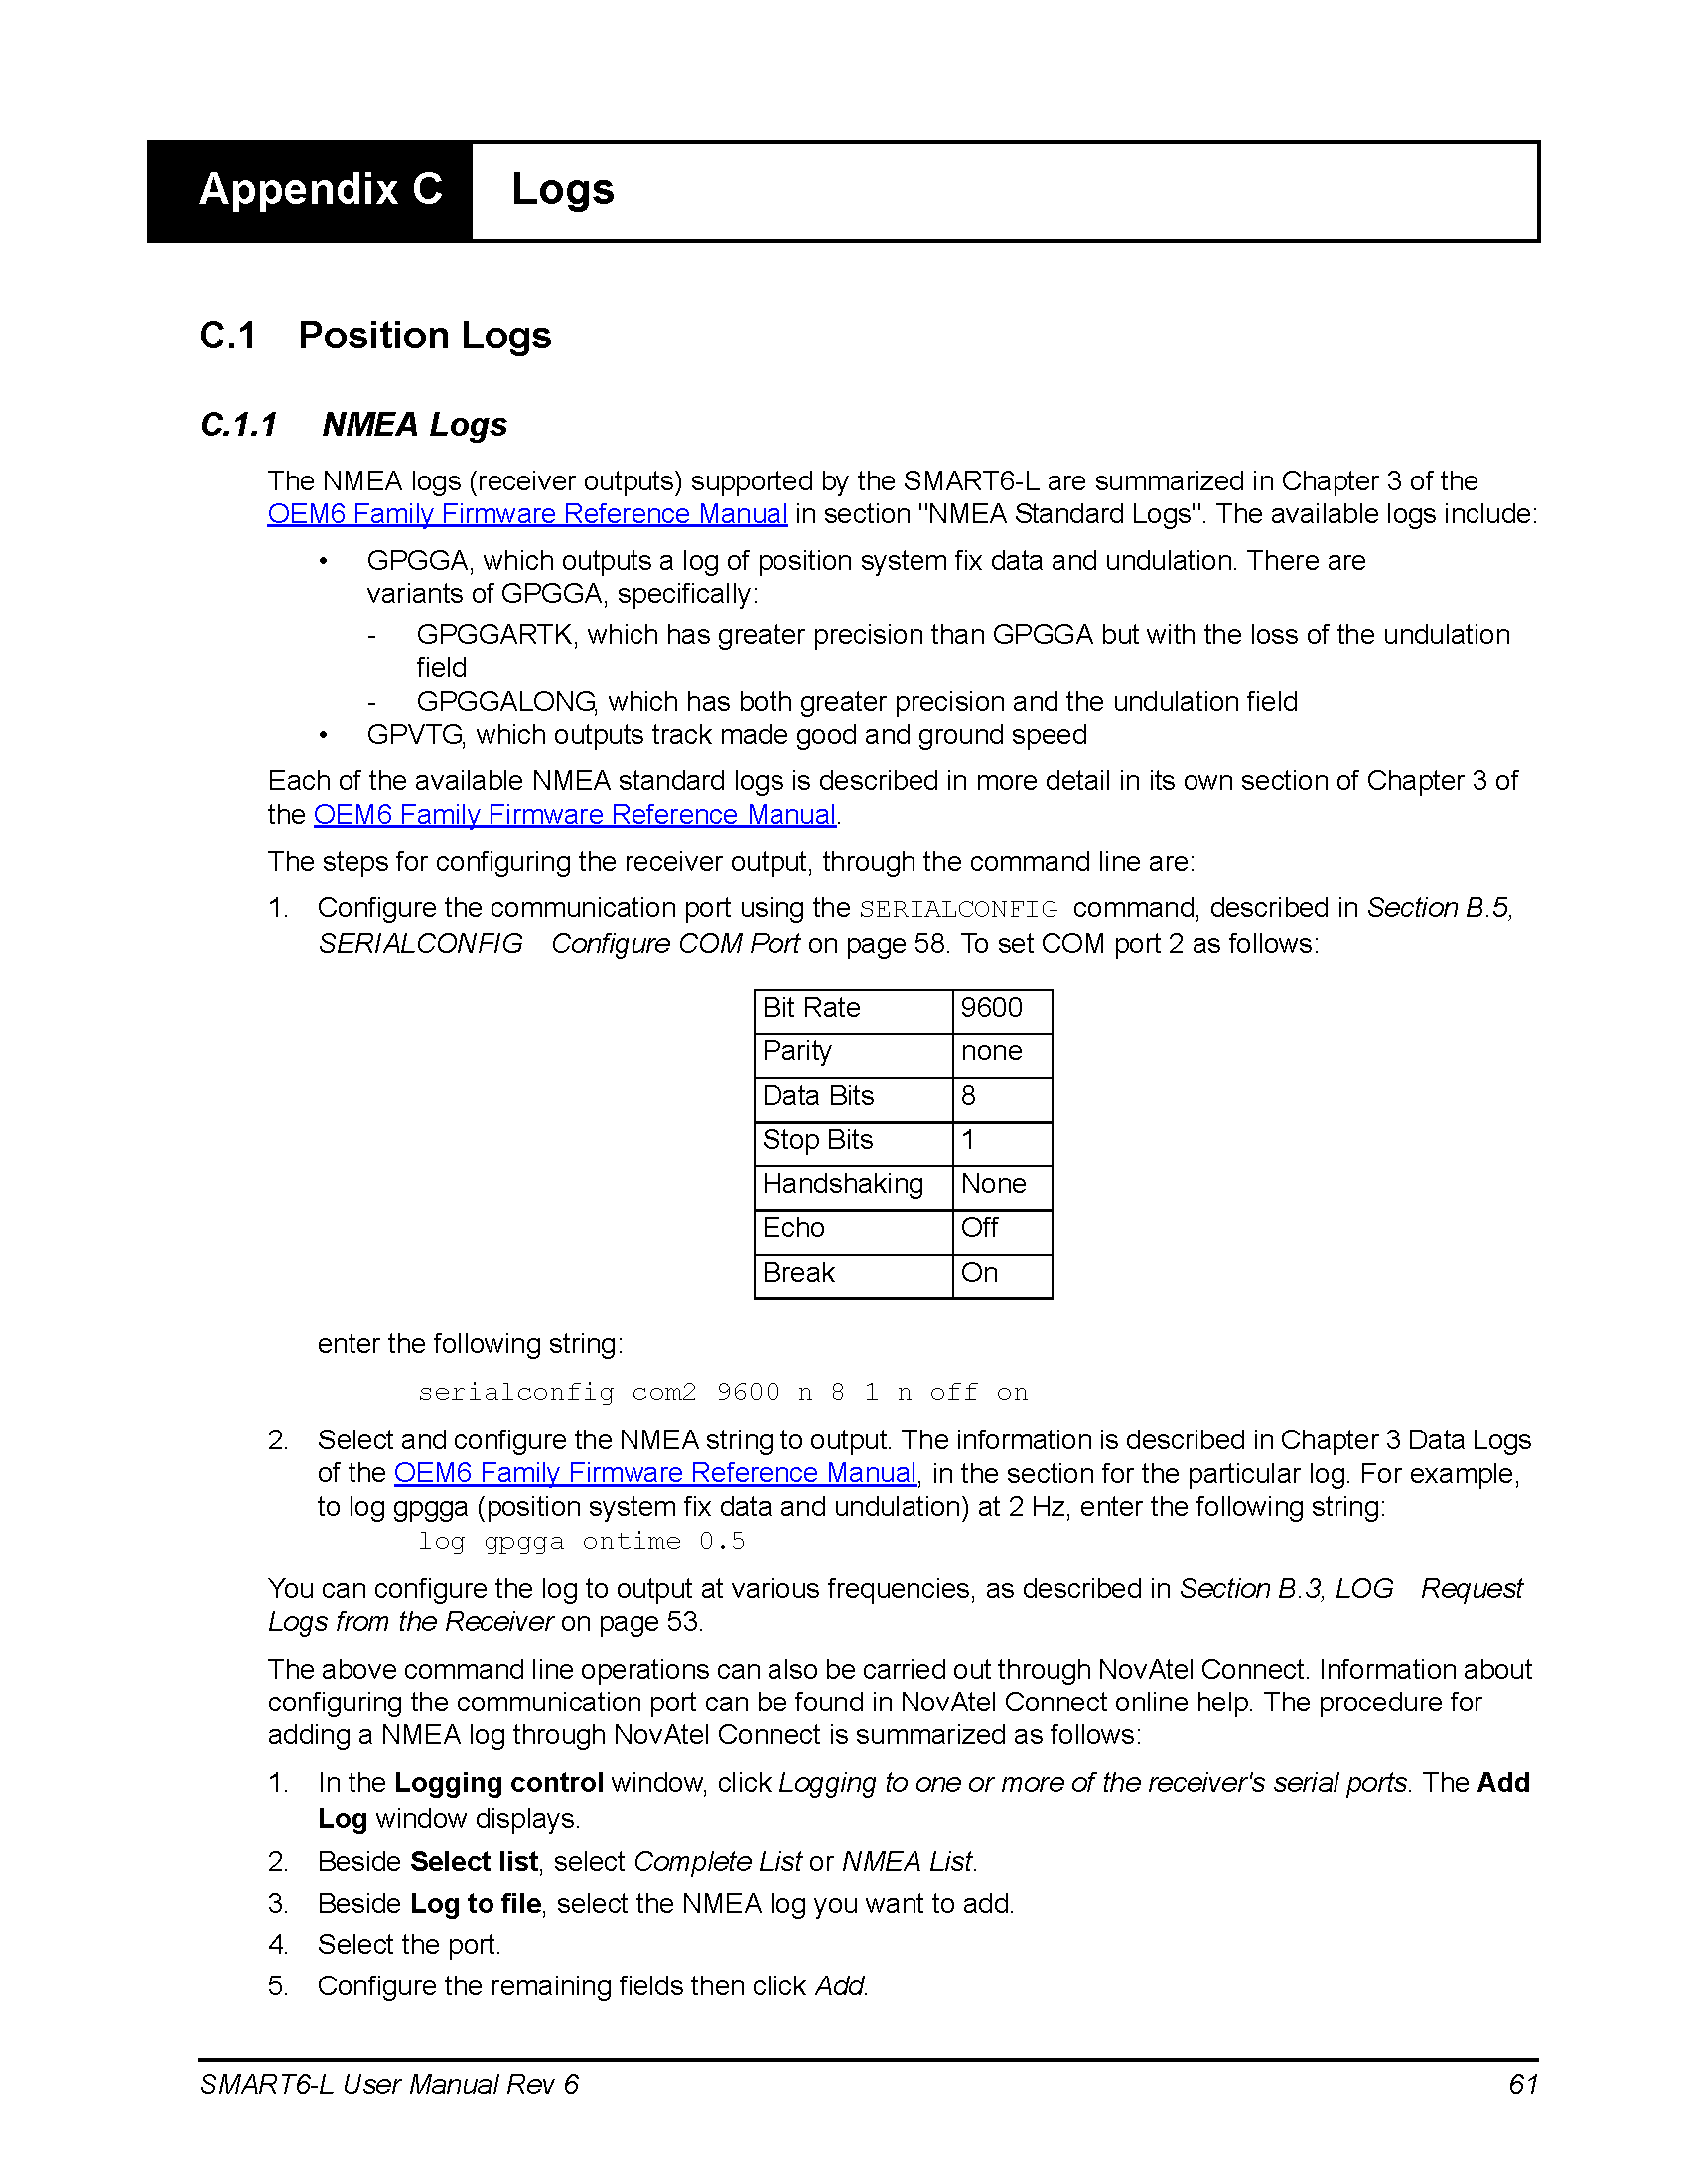 Appendix C Logs
C.1 Position Logs
C.1.1 NMEA Logs
The NMEA logs (receiver outputs) supported by the SMART6-L are summarized in Chapter 3 of the
OEM6 Family Firmware Reference Manual in section "NMEA Standard Logs". The available logs include:
• GPGGA, which outputs a log of position system fix data and undulation. There are
variants of GPGGA, specifically:
- GPGGARTK, which has greater precision than GPGGA but with the loss of the undulation
field
- GPGGALONG, which has both greater precision and the undulation field
• GPVTG, which outputs track made good and ground speed
Each of the available NMEA standard logs is described in more detail in its own section of Chapter 3 of
the OEM6 Family Firmware Reference Manual.
The steps for configuring the receiver output, through the command line are:
1. Configure the communication port using the SERIALCONFIG command, described in Section B.5,
SERIALCONFIG Configure COM Port on page 58. To set COM port 2 as follows:
Bit Rate 9600
Parity none
Data Bits 8
Stop Bits 1
Handshaking None
Echo Off
Break On
enter the following string:
serialconfig com2 9600 n 8 1 n off on
2. Select and configure the NMEA string to output. The information is described in Chapter 3 Data Logs
of the OEM6 Family Firmware Reference Manual, in the section for the particular log. For example,
to log gpgga (position system fix data and undulation) at 2 Hz, enter the following string:
log gpgga ontime 0.5
You can configure the log to output at various frequencies, as described in Section B.3, LOG Request
Logs from the Receiver on page 53.
The above command line operations can also be carried out through NovAtel Connect. Information about
configuring the communication port can be found in NovAtel Connect online help. The procedure for
adding a NMEA log through NovAtel Connect is summarized as follows:
1. In the Logging control window, click Logging to one or more of the receiver's serial ports. The Add
Log window displays.
2. Beside Select list, select Complete List or NMEA List.
3. Beside Log to file, select the NMEA log you want to add.
4. Select the port.
5. Configure the remaining fields then click Add.
SMART6-L User Manual Rev 6 61